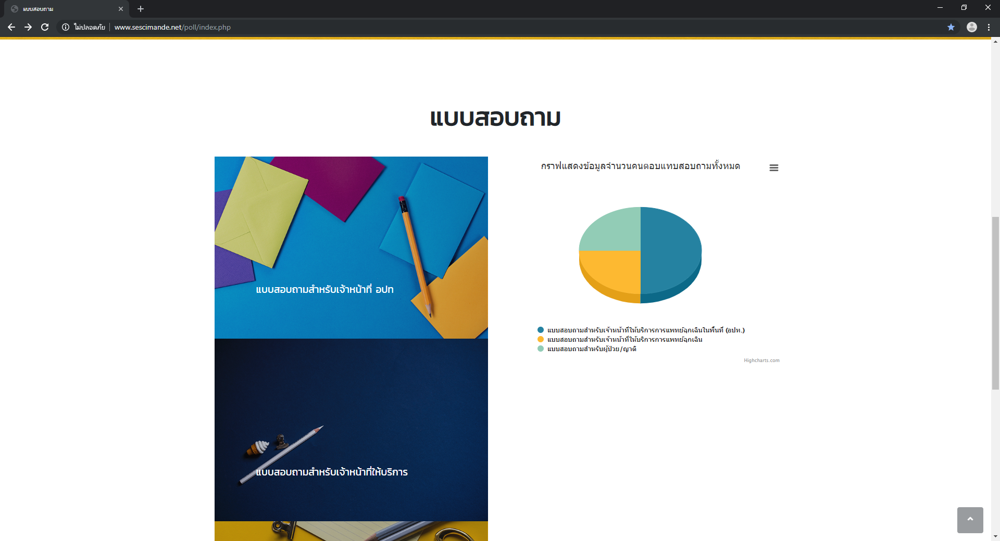 แบบสอบถาม
ไม่ปลอดภัย
www.sescimande.net/poll/index.php
แบบสอบถาม
แบบสอบถามสำหรับเจ้าหน้าที่ อปท
แบบสอบถามสำหรับเจ้าหน้าที่ให้บริการ
กราฟแสดงข้อมูลจำนวนคนตอบแทบสอบถามทั้งหมด
แบบสอบถามสำหรับเจ้าหน้าที่ให้บริการการแพทย์ฉุกเฉินในพื้นที่ (อปท.)
แบบสอบถามสำหรับเจ้าหน้าที่ให้บริการการแพทย์ฉุกเฉิน
แบบสอบถามสำหรับผู้ป่วย/ญาติ
Highcharts.com